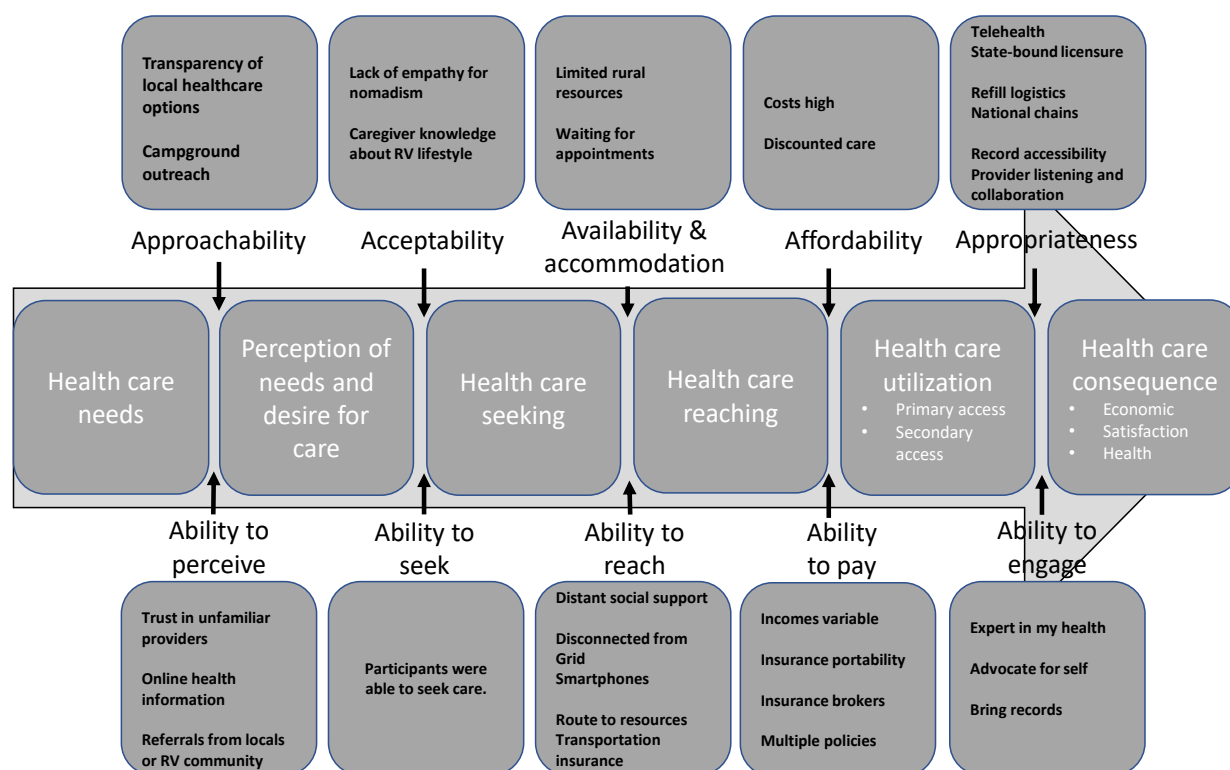 Transparency of
local healthcare
options
Campground
outreach
Lack of empathy for
nomadism
Caregiver knowledge
about RV lifestyle
Limited rural
resources
Waiting for
appointments
Costs high
Discounted care
Telehealth
State-bound licensure
Refill logistics
National chains
Record accessibility
Provider listening and
collaboration
Approachability
Acceptability
Availability &
accommodation
Affordability
Appropriateness
Health care
needs
Perception of
needs and
desire for
care
Health care
seeking
Health care
reaching
Health care
utilization
• Primary access
• Secondary
access
Health care
consequence
• Economic
• Satisfaction
• Health
Ability to
perceive
Ability to
seek
Ability to
reach
Ability
to pay
Ability to
engage
Trust in unfamiliar
providers
Online health
information
Referrals from locals
or RV community
Participants were
able to seek care.
Distant social support
Disconnected from
Grid
Smartphones
Route to resources
Transportation
insurance
Incomes variable
Insurance portability
Insurance brokers
Multiple policies
Expert in my health
Advocate for self
Bring records